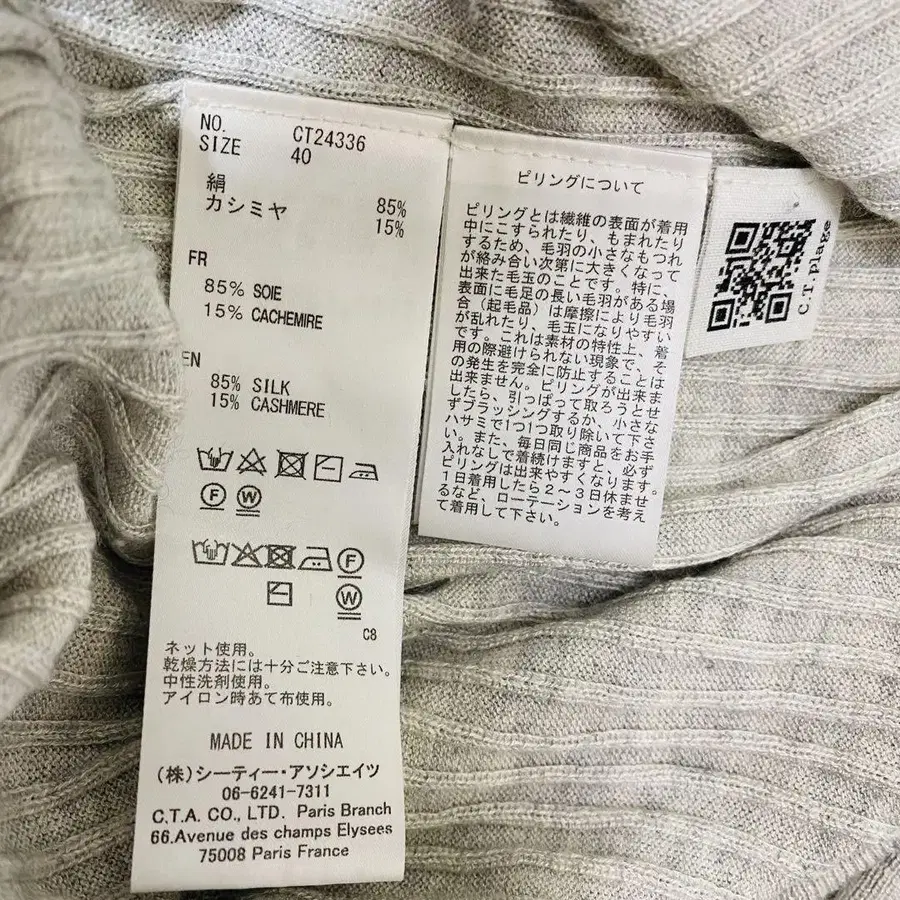 NO. CT24336
SIZE 40
絹 85%
カシミヤ 15%
FR
85% SOIE
15% CACHEMIRE
EN
85% SILK
15% CASHMERE
F
W
F
W
C8
ネット使用。
乾燥方法には十分ご注意下さい。
中性洗剤使用。
アイロン時あて布使用。
MADE IN CHINA
(株)シーティー・アソシエイツ
06-6241-7311
C.T.A. CO., LTD. Paris Branch
66.Avenue des champs Elysees
75008 Paris France
ピリングについて
ピリングとは繊維の表面が着用
中にこすられたり、もまれたり
するため、毛羽の小さなもつれ
が絡み合い次第に大きくなって
出来た毛玉のことです。特に、
表面に毛足の長い毛羽がある場
合(起毛品)は摩擦により毛羽
が乱れたり、毛玉になりやすい
です。これは素材の特性上、着
用の際避けられない現象で、そ
の発生を完全に防止することは
出来ません。ピリングが出来ま
したら、引っぱって取ろうとせ
ずブラッシングするか、小さな
ハサミで1つ1つ取り除いて下さ
い。また、毎日同じ商品をお手
入れなしで着続けますと、必ず
ピリングは出来やすくなります。
1日着用したら2～3日休ませ
るなど、ローテーションを考え
て着用して下さい。
C.T.plage